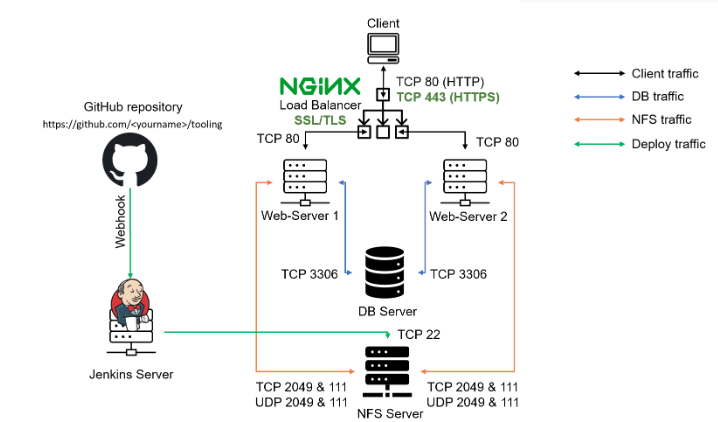 Client
NGINX
TCP 80 (HTTP)
TCP 443 (HTTPS)
Load Balancer
SSL/TLS
Client traffic
DB traffic
NFS traffic
Deploy traffic
GitHub repository
https://github.com/<yourname>/tooling
TCP 80
TCP 80
Webhook
Web-Server 1
Web-Server 2
TCP 3306
TCP 3306
DB Server
TCP 22
Jenkins Server
TCP 2049 & 111
UDP 2049 & 111
TCP 2049 & 111
UDP 2049 & 111
NFS Server